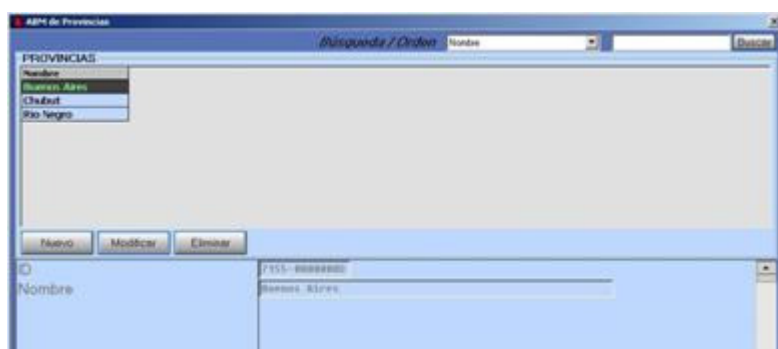 ABM de Provincias
Búsqueda / Orden Nombre Buscar
PROVINCIAS
Nombre
Buenos Aires
Chubut
Rio Negro
Nuevo Modificar Eliminar
ID
Nombre Buenos Aires